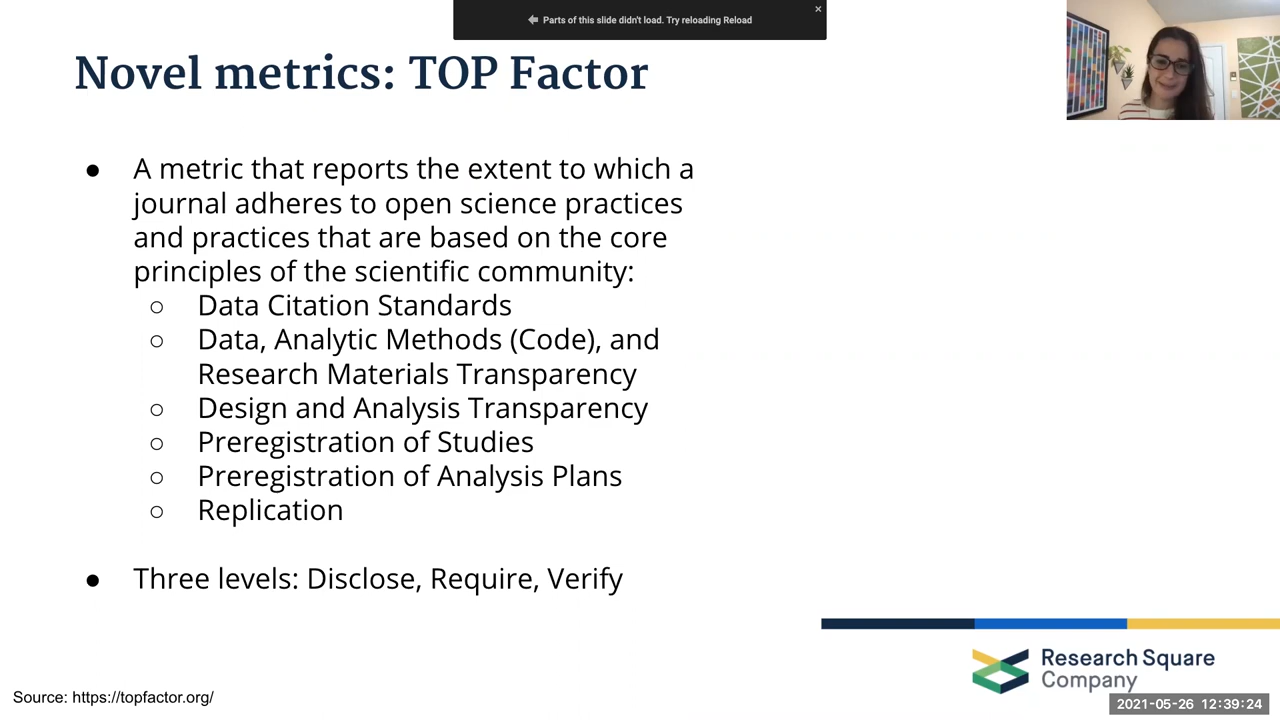 Parts of this slide didn't load. Try reloading Reload
Novel metrics: TOP Factor
● A metric that reports the extent to which a
journal adheres to open science practices
and practices that are based on the core
principles of the scientific community:
○ Data Citation Standards
○ Data, Analytic Methods (Code), and
Research Materials Transparency
○ Design and Analysis Transparency
○ Preregistration of Studies
○ Preregistration of Analysis Plans
○ Replication
● Three levels: Disclose, Require, Verify
Research Square
Company
Source: https://topfactor.org/
2021-05-26 12:39:24